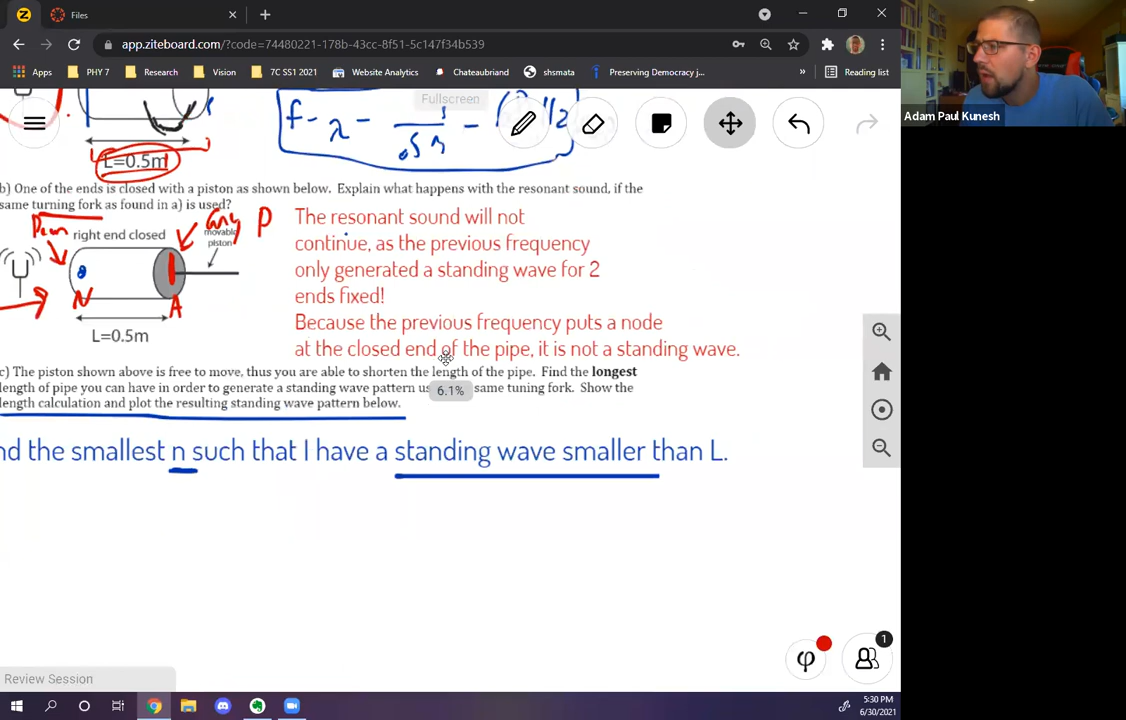 Files
app.ziteboard.com/?code=74480221-178b-43cc-8f51-5c147f34b539
Apps PHY 7 Research Vision 7C SS1 2021 Website Analytics Chateaubriand shsmata Preserving Democracy j... » Reading list
Fullscreen
Adam Paul Kunesh
L=0.5m
b) One of the ends is closed with a piston as shown below. Explain what happens with the resonant sound, if the
same turning fork as found in a) is used?
right end closed
movable
piston
any P
N
A
L=0.5m
The resonant sound will not
continue, as the previous frequency
only generated a standing wave for 2
ends fixed!
Because the previous frequency puts a node
at the closed end of the pipe, it is not a standing wave.
c) The piston shown above is free to move, thus you are able to shorten the length of the pipe. Find the longest
length of pipe you can have in order to generate a standing wave pattern us same tuning fork. Show the
length calculation and plot the resulting standing wave pattern below.
6.1%
nd the smallest n such that I have a standing wave smaller than L.
1
Review Session
5:30 PM
6/30/2021